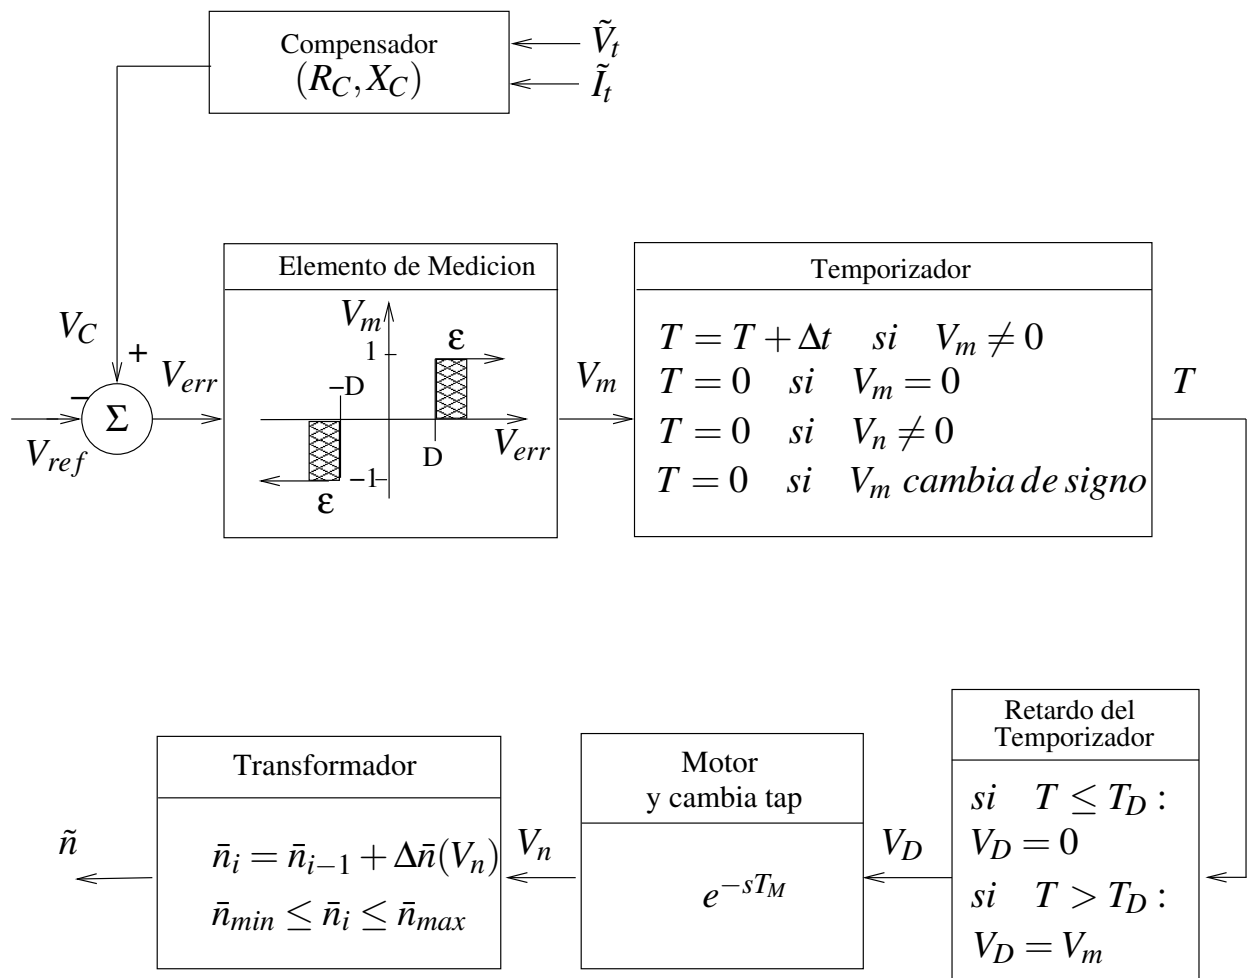 Compensador
(R_C, X_C)
Ṽ_t
Ĩ_t
V_C
+
−
V_ref
Σ
V_err
Elemento de Medicion
V_m
1
ε
−D
D
V_err
−1
ε
V_m
Temporizador
T = T + Δt si V_m ≠ 0
T = 0 si V_m = 0
T = 0 si V_n ≠ 0
T = 0 si V_m cambia de signo
T
Retardo del
Temporizador
si T ≤ T_D :
V_D = 0
si T > T_D :
V_D = V_m
V_D
Motor
y cambia tap
e^{−sT_M}
V_n
Transformador
n̄_i = n̄_{i−1} + Δn̄(V_n)
n̄_min ≤ n̄_i ≤ n̄_max
ñ